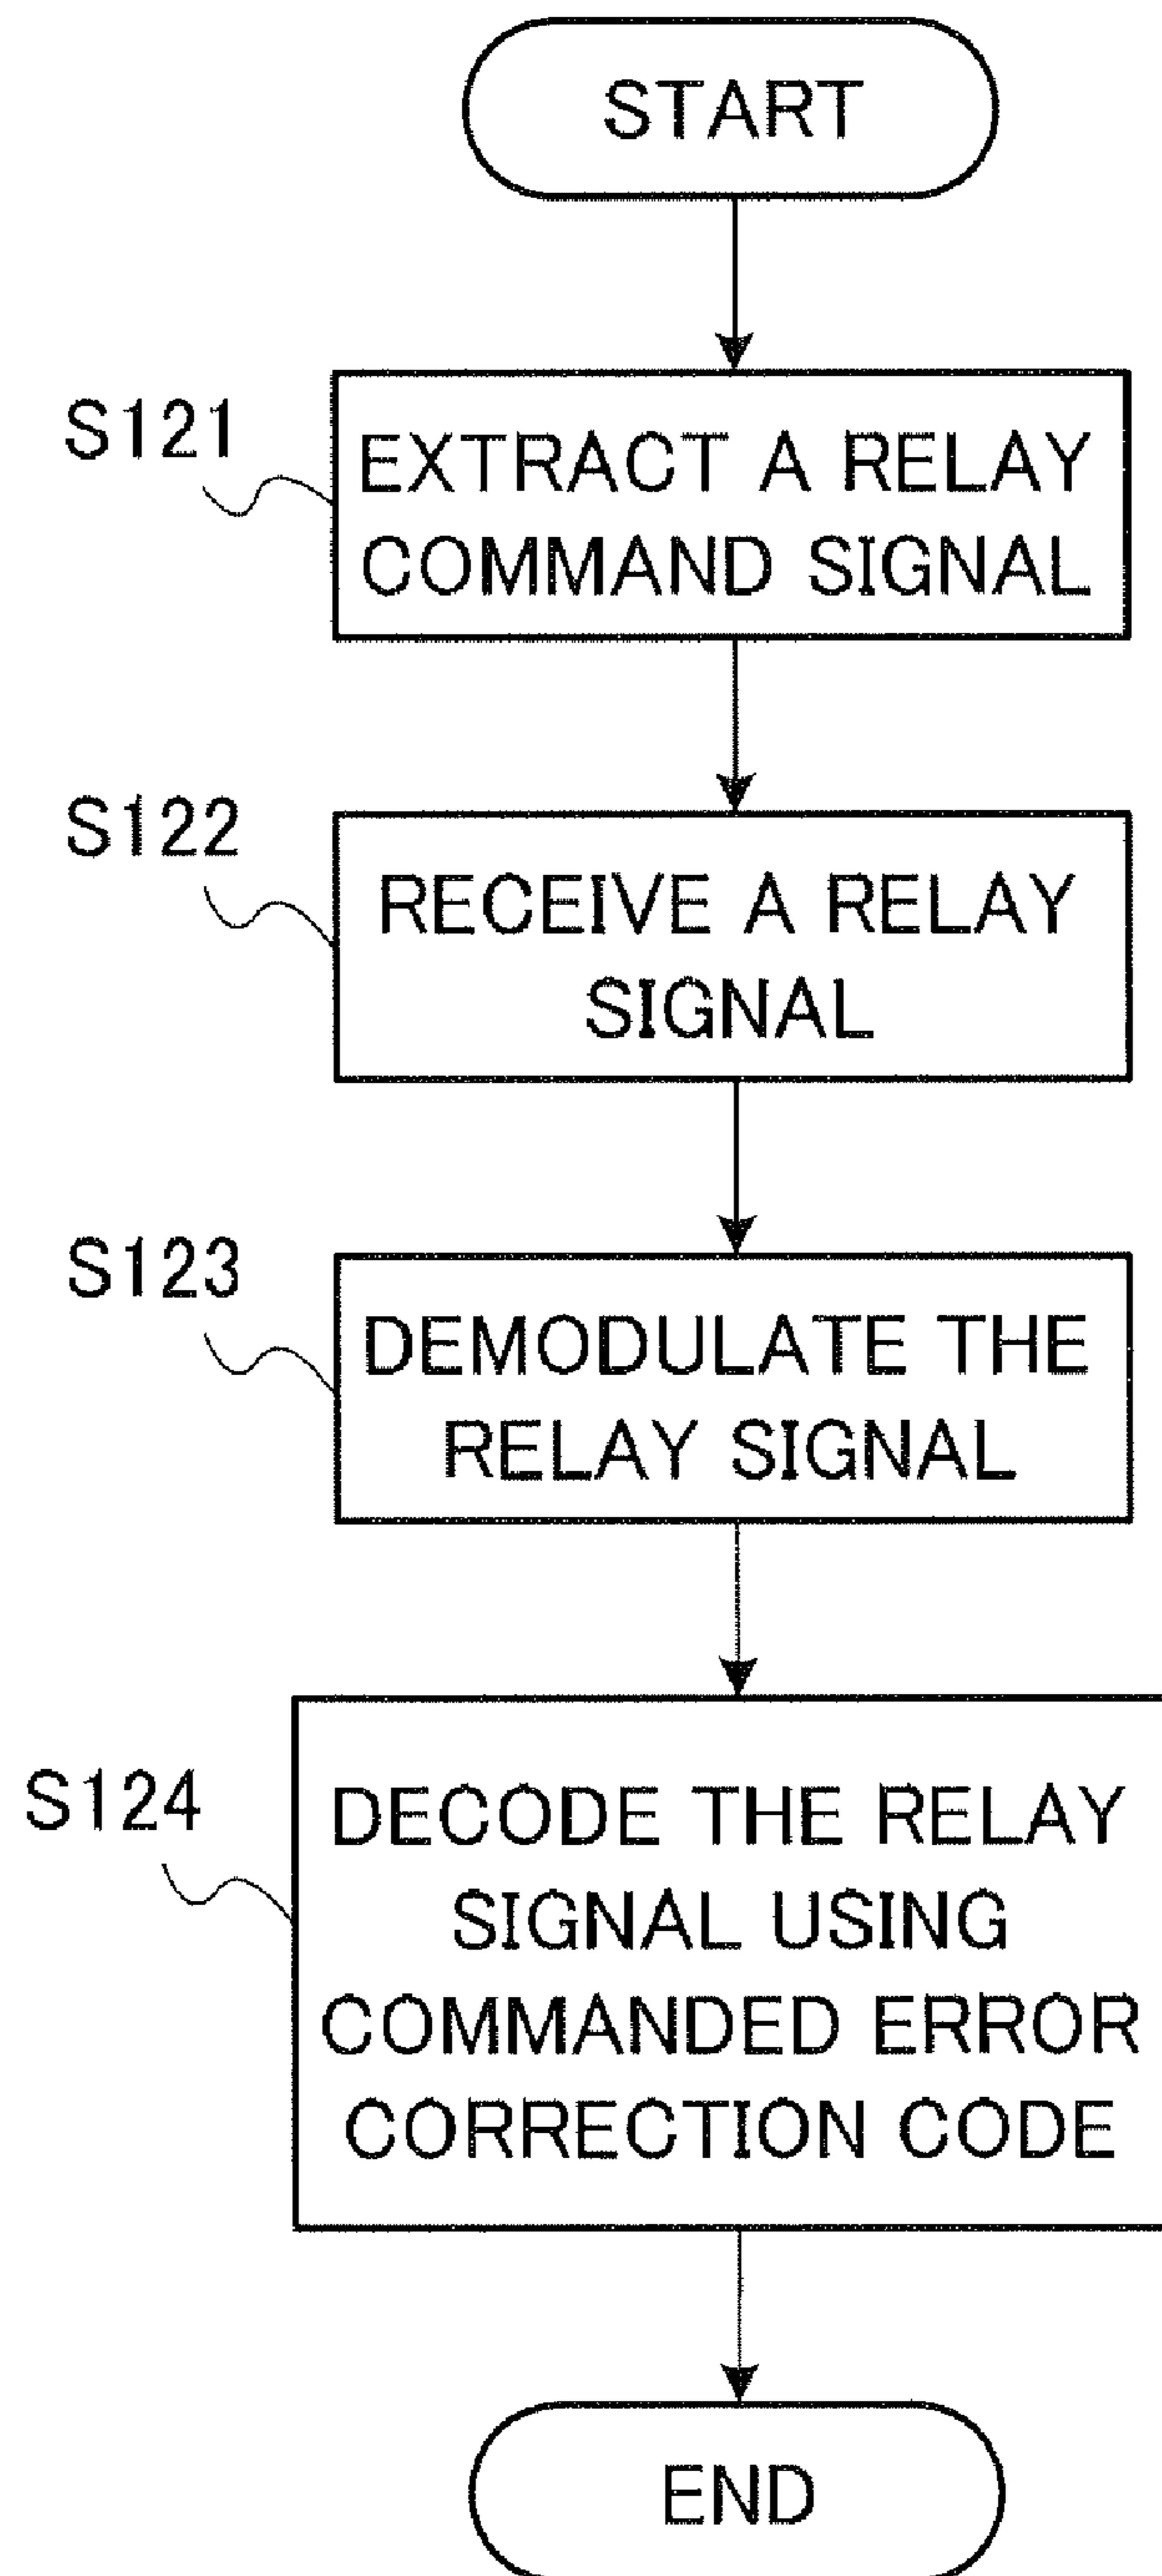 START
S121
EXTRACT A RELAY
COMMAND SIGNAL
S122
RECEIVE A RELAY
SIGNAL
S123
DEMODULATE THE
RELAY SIGNAL
S124
DECODE THE RELAY
SIGNAL USING
COMMANDED ERROR
CORRECTION CODE
END